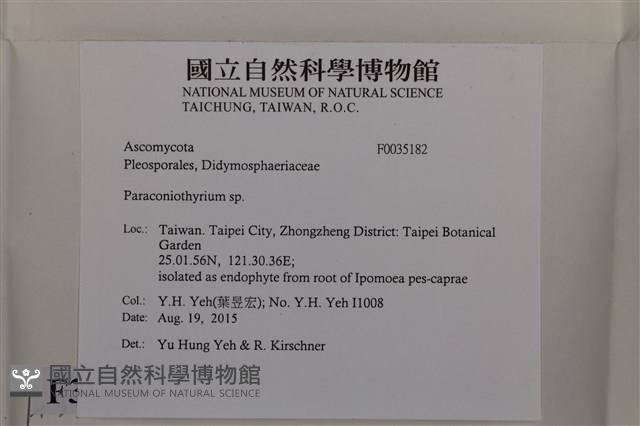 國立自然科學博物館
NATIONAL MUSEUM OF NATURAL SCIENCE
TAICHUNG, TAIWAN, R.O.C.
Ascomycota F0035182
Pleosporales, Didymosphaeriaceae
Paraconiothyrium sp.
Loc.: Taiwan. Taipei City, Zhongzheng District: Taipei Botanical
Garden
25.01.56N, 121.30.36E;
isolated as endophyte from root of Ipomoea pes-caprae
Col.: Y.H. Yeh(葉昱宏); No. Y.H. Yeh I1008
Date: Aug. 19, 2015
Det.: Yu Hung Yeh & R. Kirschner
國立自然科學博物館
NATIONAL MUSEUM OF NATURAL SCIENCE